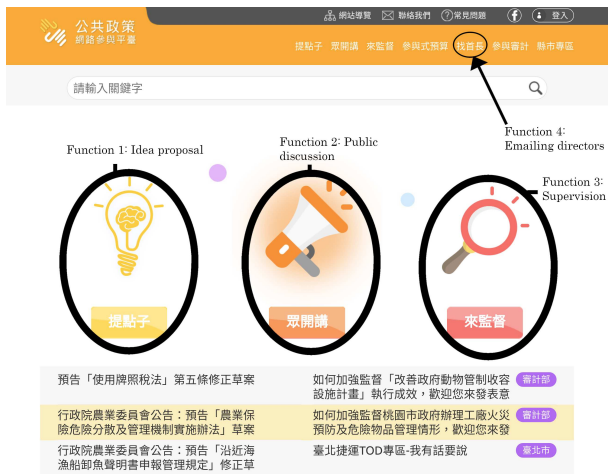 公共政策
網路參與平臺
網站導覽 聯絡我們 常見問題 登入
提點子 眾開講 來監督 參與式預算 找首長 參與審計 縣市專區
請輸入關鍵字
Function 4:
Emailing directors
Function 1: Idea proposal
Function 2: Public
discussion
Function 3:
Supervision
提點子
眾開講
來監督
預告「使用牌照稅法」第五條修正草案
如何加強監督「改善政府動物管制收容 審計部
設施計畫」執行成效，歡迎您來發表意
行政院農業委員會公告：預告「農業保
險危險分散及管理機制實施辦法」草案
如何加強監督桃園市政府辦理工廠火災 審計部
預防及危險物品管理情形，歡迎您來發
行政院農業委員會公告：預告「沿近海
漁船卸魚聲明書申報管理規定」修正草
臺北捷運TOD專區-我有話要說 臺北市